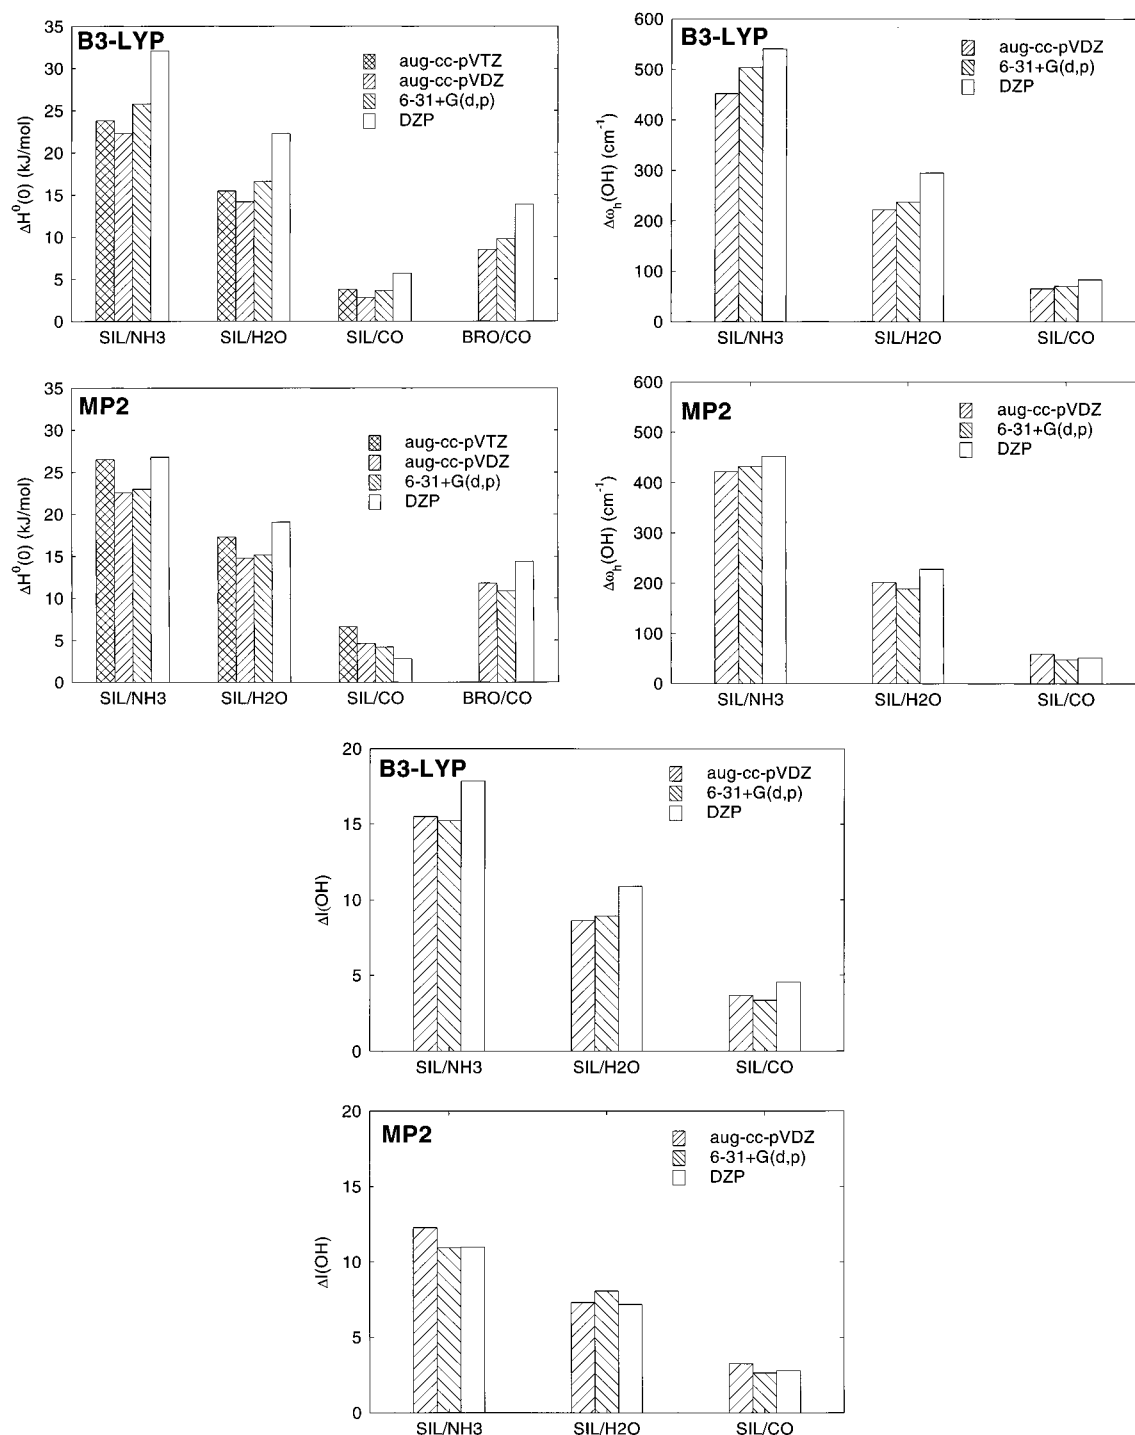 B3-LYP
aug-cc-pVTZ
aug-cc-pVDZ
6-31+G(d,p)
DZP
ΔH⁰(0) (kJ/mol)
35
30
25
20
15
10
5
0
SIL/NH3 SIL/H2O SIL/CO BRO/CO
B3-LYP
aug-cc-pVDZ
6-31+G(d,p)
DZP
Δωₕ(OH) (cm⁻¹)
600
500
400
300
200
100
0
SIL/NH3 SIL/H2O SIL/CO
MP2
aug-cc-pVTZ
aug-cc-pVDZ
6-31+G(d,p)
DZP
ΔH⁰(0) (kJ/mol)
35
30
25
20
15
10
5
0
SIL/NH3 SIL/H2O SIL/CO BRO/CO
MP2
aug-cc-pVDZ
6-31+G(d,p)
DZP
Δωₕ(OH) (cm⁻¹)
600
500
400
300
200
100
0
SIL/NH3 SIL/H2O SIL/CO
B3-LYP
aug-cc-pVDZ
6-31+G(d,p)
DZP
ΔI(OH)
20
15
10
5
0
SIL/NH3 SIL/H2O SIL/CO
MP2
aug-cc-pVDZ
6-31+G(d,p)
DZP
ΔI(OH)
20
15
10
5
0
SIL/NH3 SIL/H2O SIL/CO